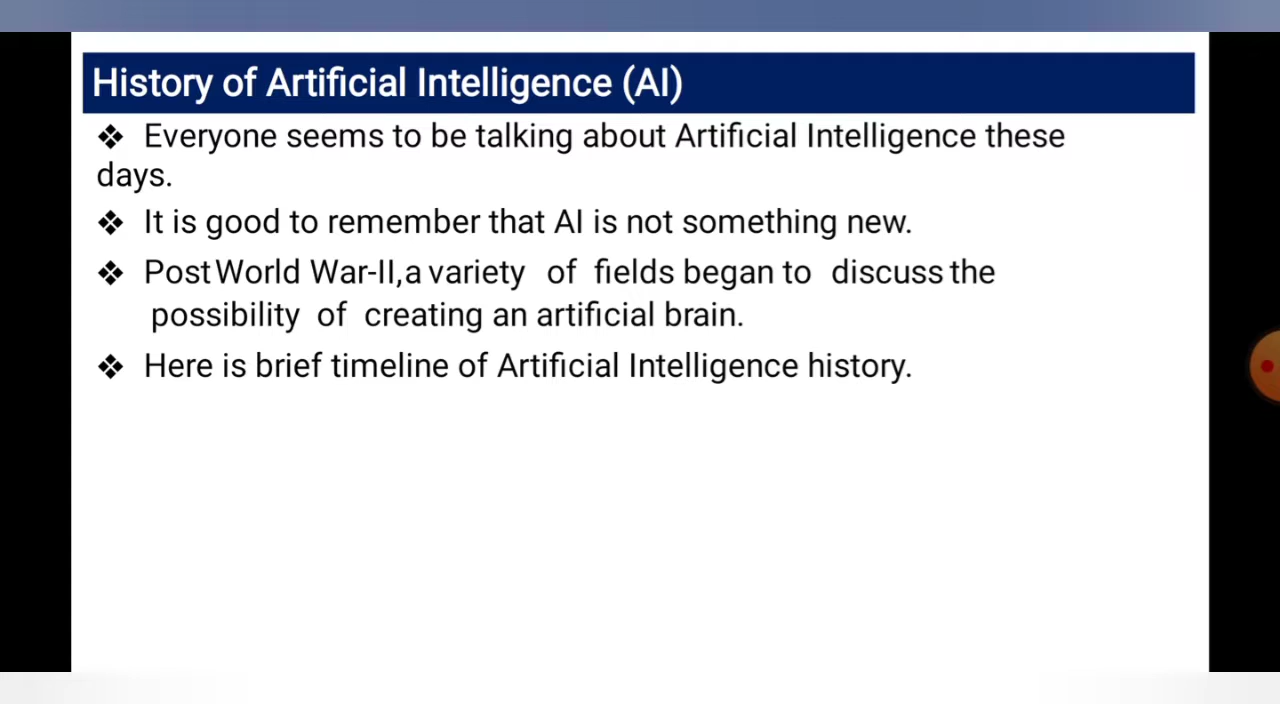 History of Artificial Intelligence (AI)
❖ Everyone seems to be talking about Artificial Intelligence these
days.
❖ It is good to remember that AI is not something new.
❖ Post World War-II,a variety of fields began to discuss the
possibility of creating an artificial brain.
❖ Here is brief timeline of Artificial Intelligence history.